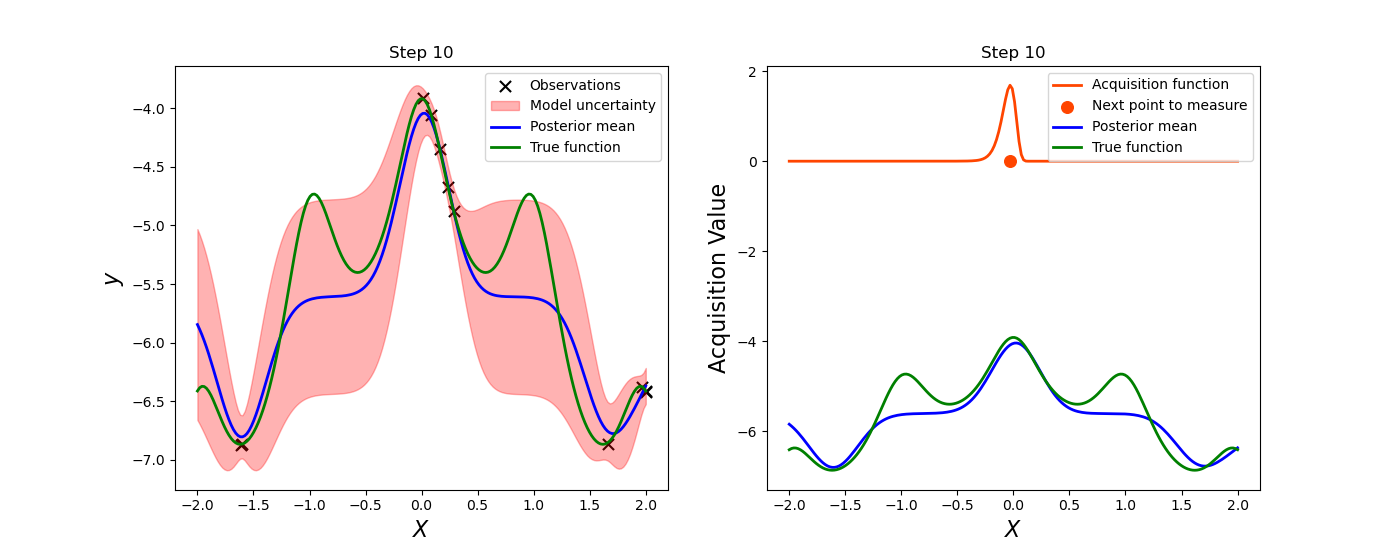 Step 10
Observations
Model uncertainty
Posterior mean
True function
y
−4.0
−4.5
−5.0
−5.5
−6.0
−6.5
−7.0
−2.0 −1.5 −1.0 −0.5 0.0 0.5 1.0 1.5 2.0
X
Step 10
Acquisition function
Next point to measure
Posterior mean
True function
Acquisition Value
2
0
−2
−4
−6
−2.0 −1.5 −1.0 −0.5 0.0 0.5 1.0 1.5 2.0
X